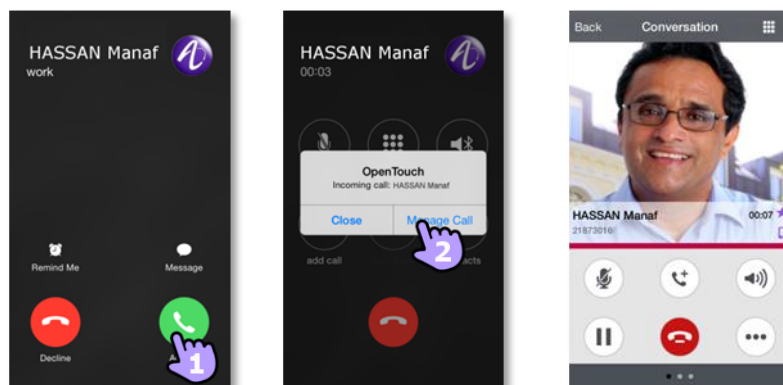 HASSAN Manaf
work
Remind Me
Message
Decline
1
HASSAN Manaf
00:03
OpenTouch
Incoming call: HASSAN Manaf
Close
Manage Call
2
add call
Back
Conversation
HASSAN Manaf
00:07
21873016